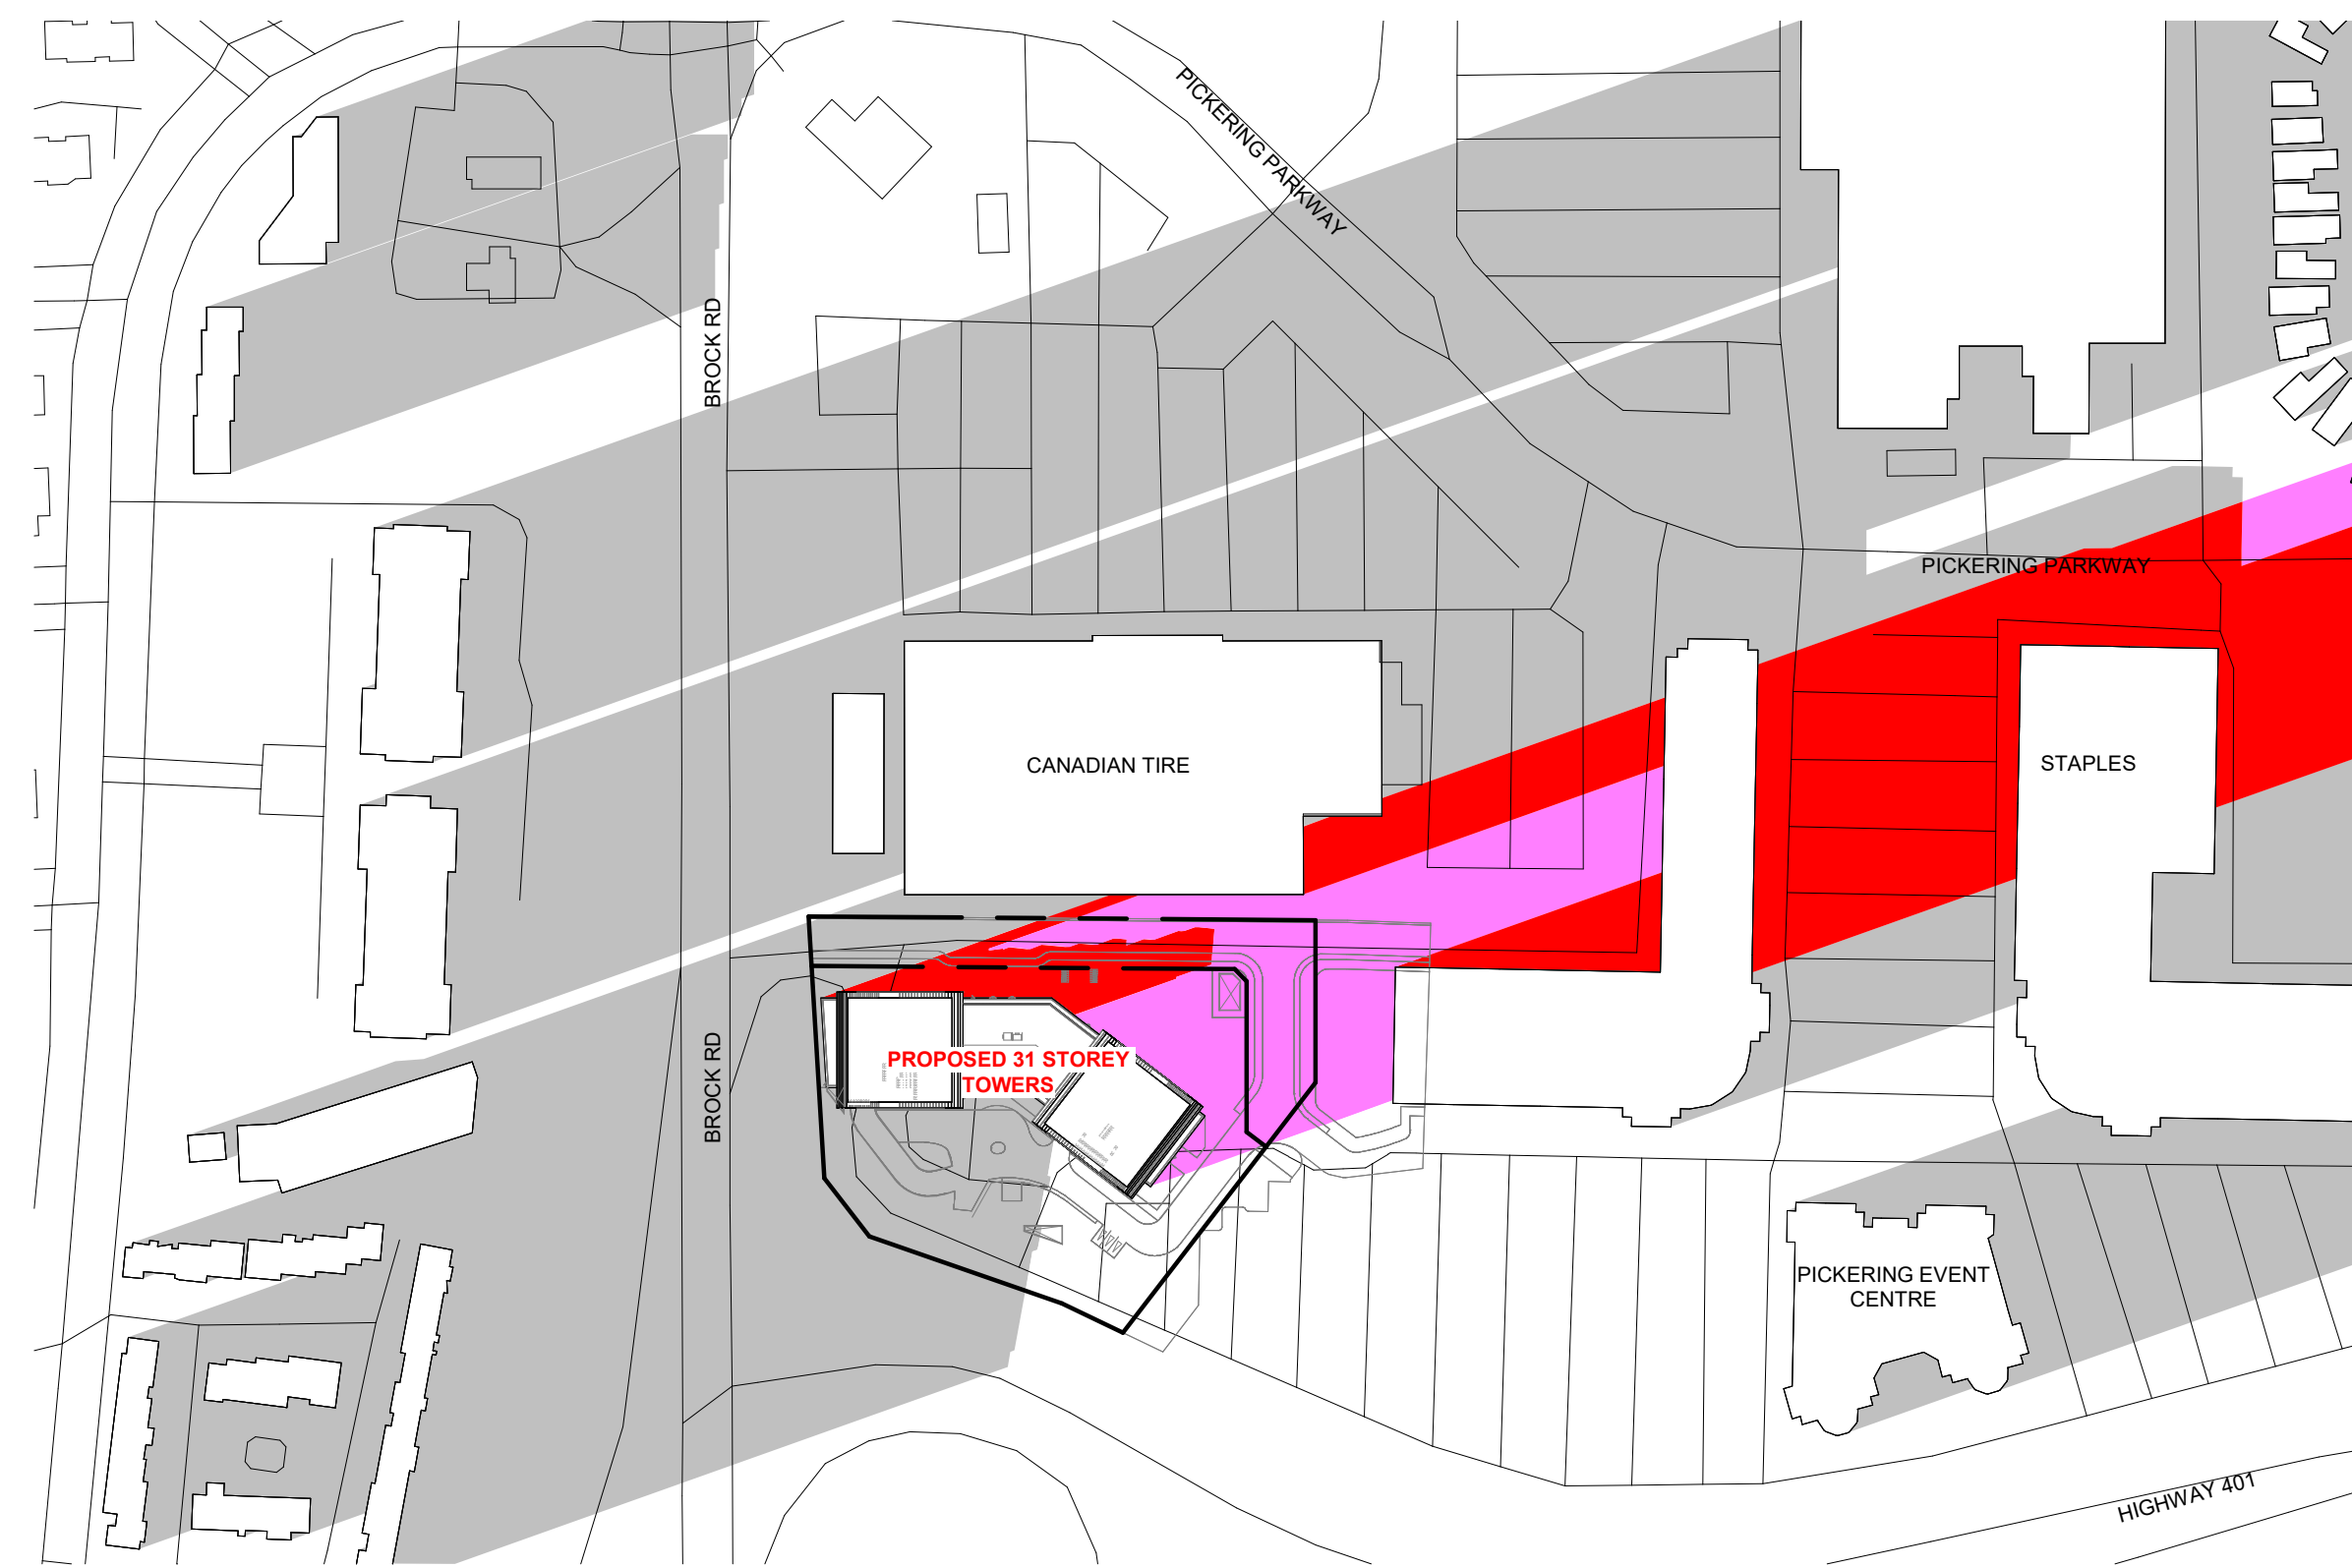 PICKERING PARKWAY
BROCK RD
PICKERING PARKWAY
CANADIAN TIRE
STAPLES
PROPOSED 31 STOREY
TOWERS
BROCK RD
PICKERING EVENT
CENTRE
HIGHWAY 401